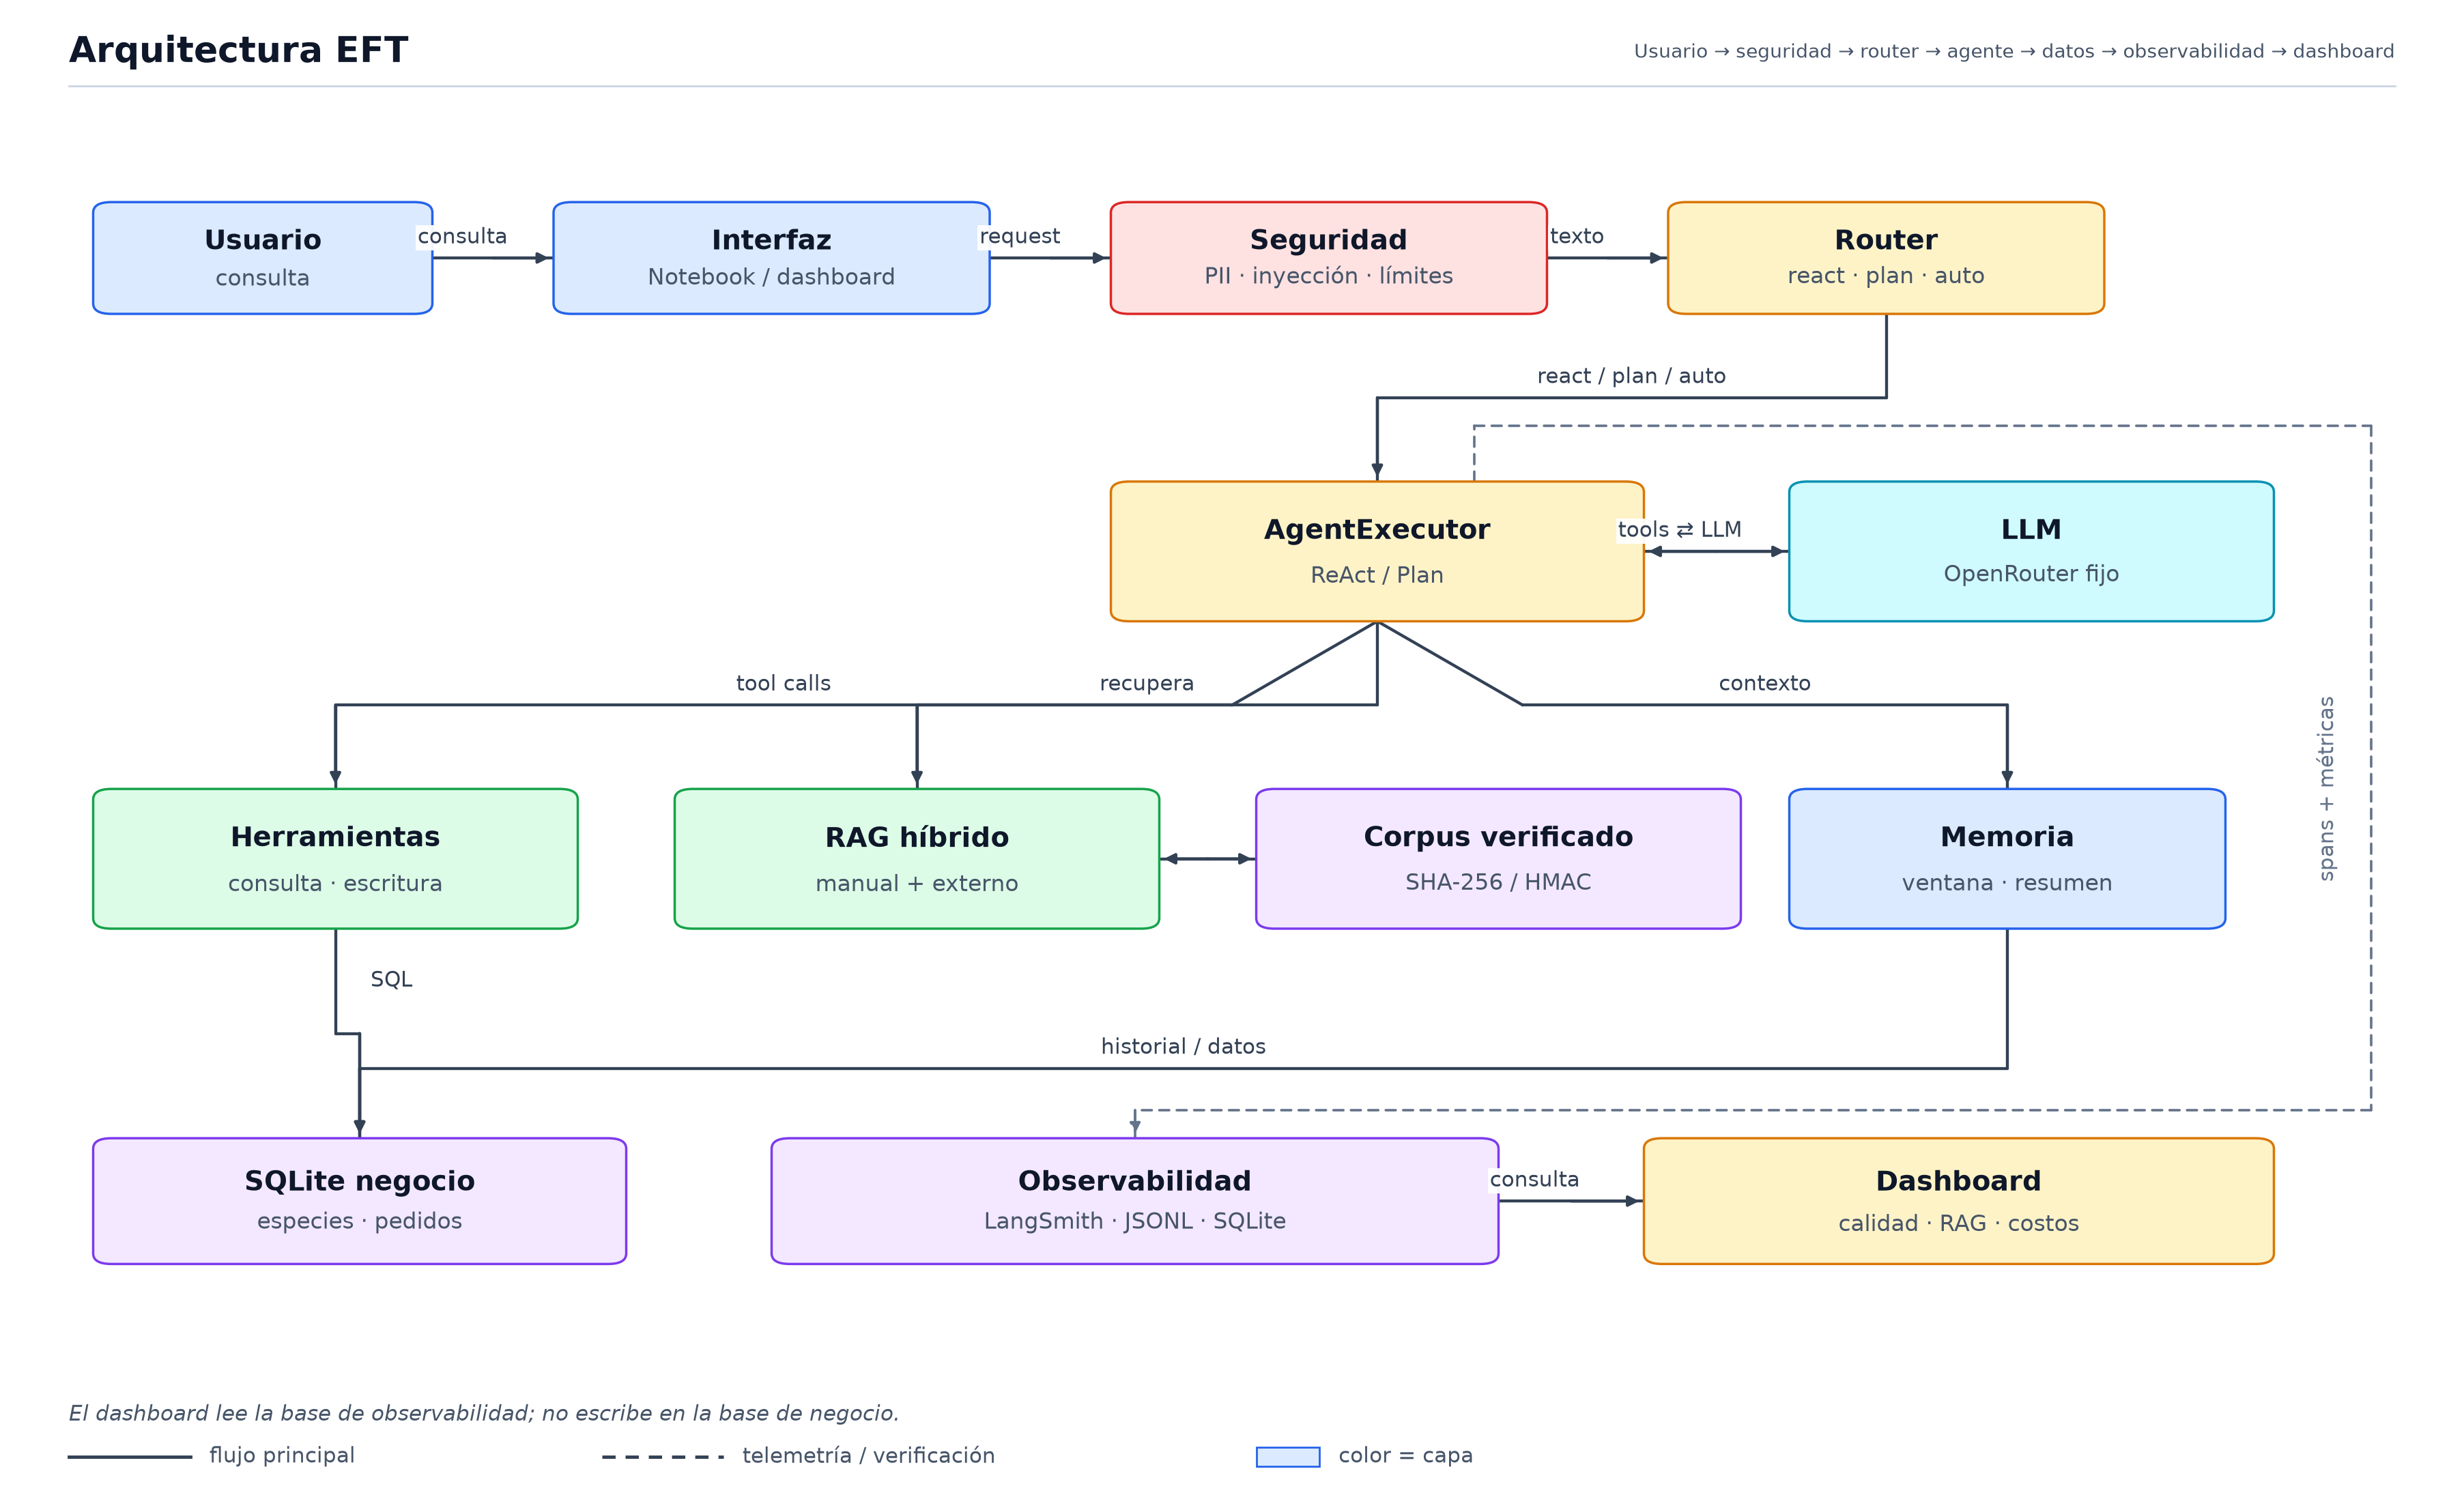 Arquitectura EFT
Usuario → seguridad → router → agente → datos → observabilidad → dashboard
Usuario
consulta
consulta
Interfaz
Notebook / dashboard
request
Seguridad
PII · inyección · límites
texto
Router
react · plan · auto
react / plan / auto
AgentExecutor
ReAct / Plan
tools ⇄ LLM
LLM
OpenRouter fijo
tool calls
recupera
contexto
spans + métricas
Herramientas
consulta · escritura
RAG híbrido
manual + externo
Corpus verificado
SHA-256 / HMAC
Memoria
ventana · resumen
SQL
historial / datos
SQLite negocio
especies · pedidos
Observabilidad
LangSmith · JSONL · SQLite
consulta
Dashboard
calidad · RAG · costos
El dashboard lee la base de observabilidad; no escribe en la base de negocio.
flujo principal
telemetría / verificación
color = capa